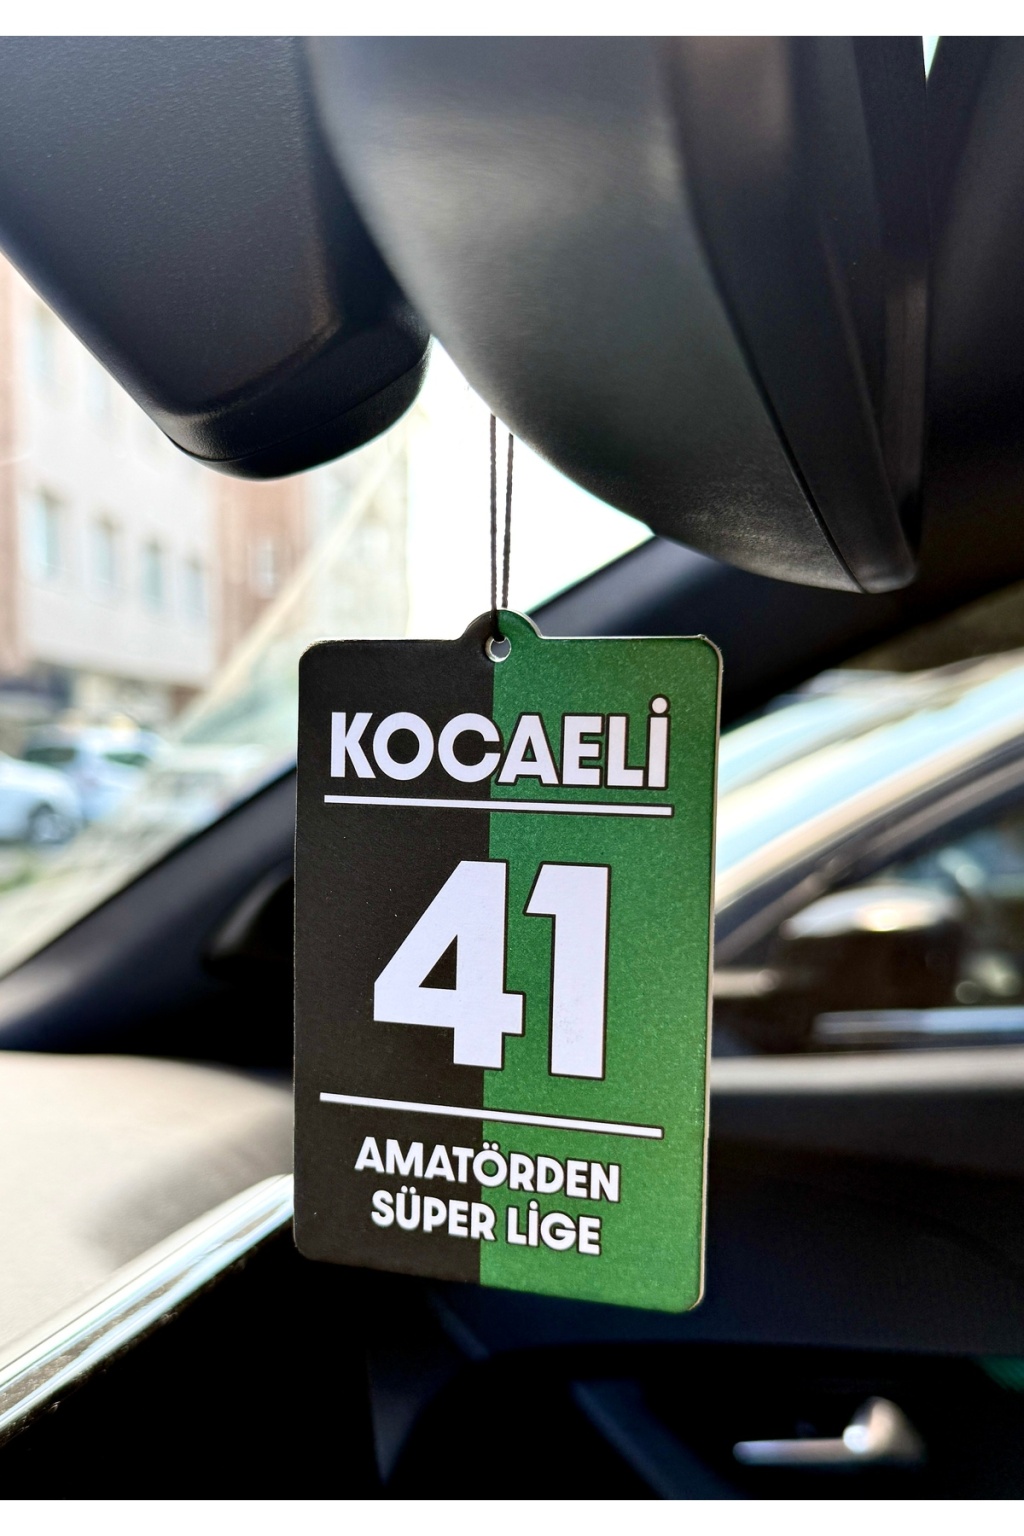 KOCAELİ
41
AMATÖRDEN
SÜPER LİGE